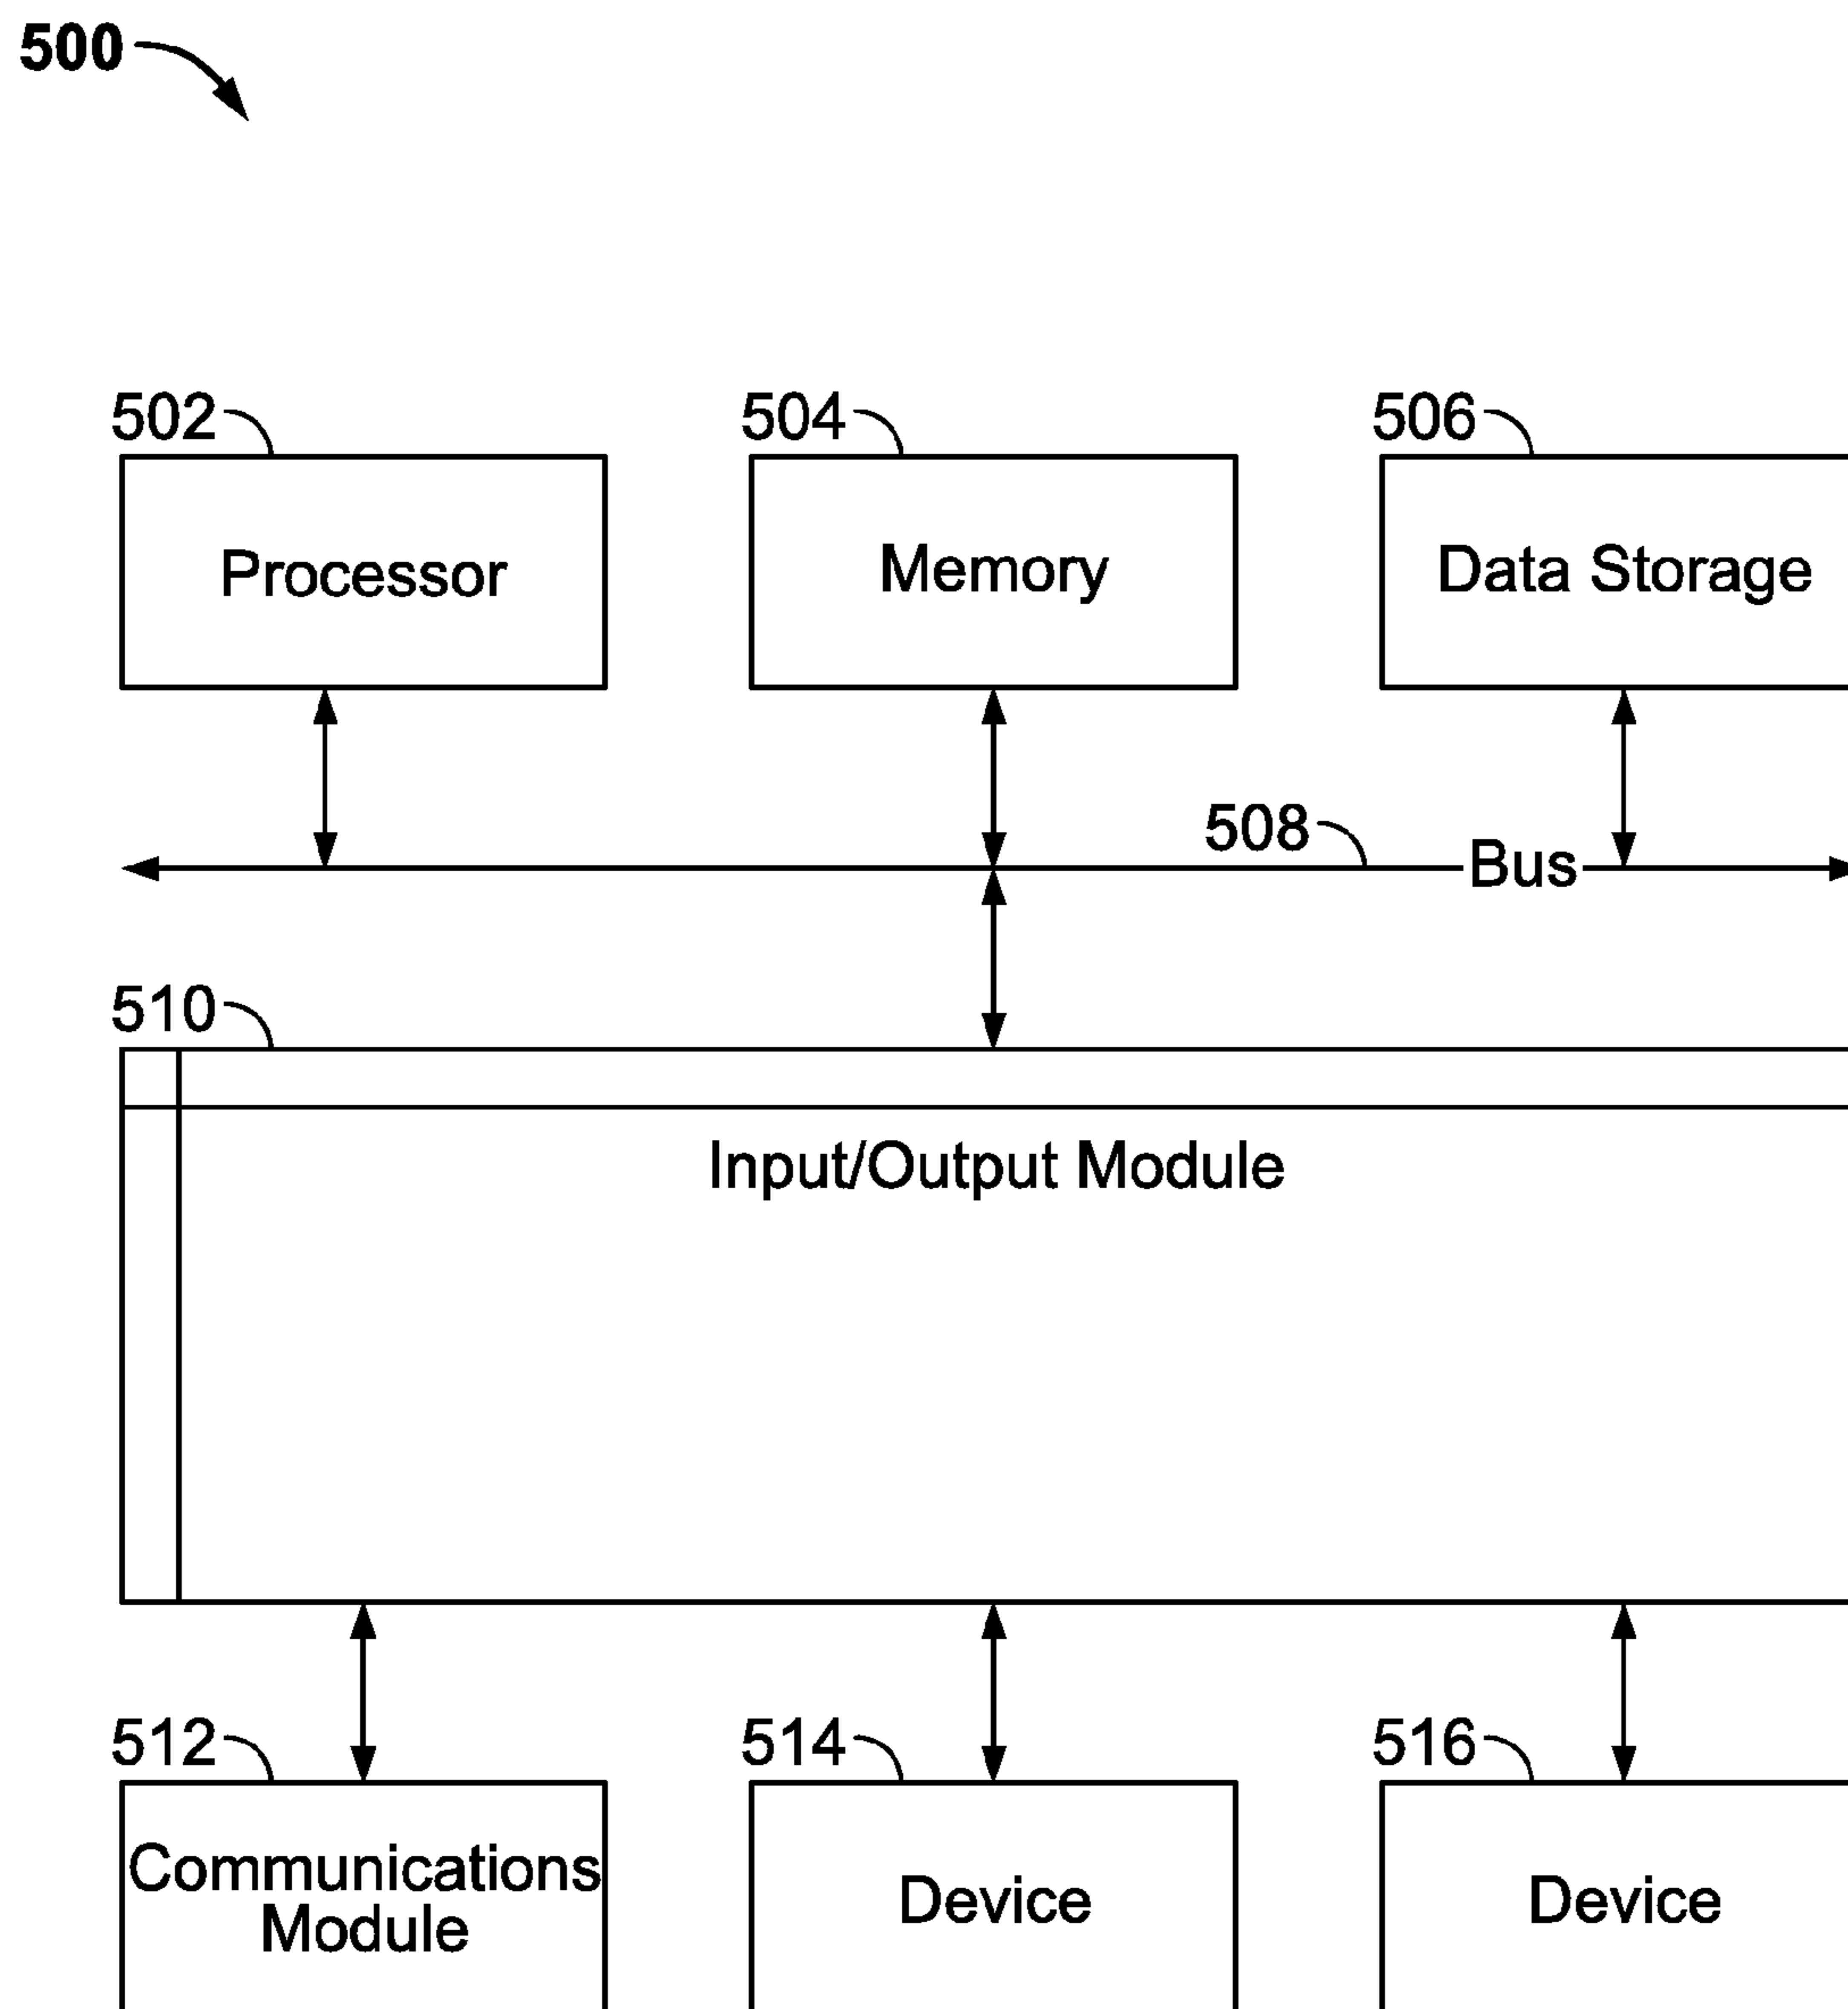 500
502
504
506
Processor
Memory
Data Storage
508
Bus
510
Input/Output Module
512
514
516
Communications
Module
Device
Device